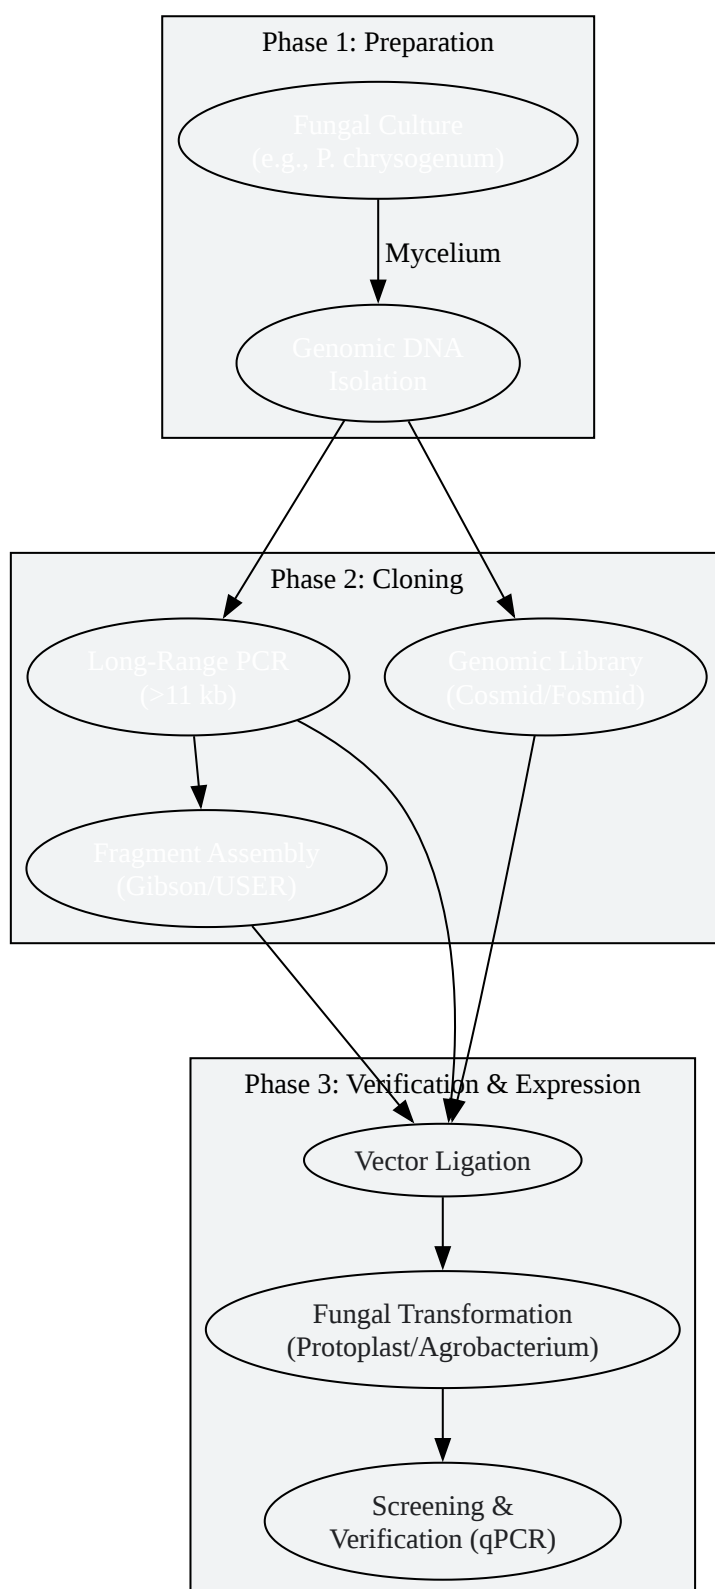 Phase 1: Preparation
Fungal Culture
(e.g., P. chrysogenum)
Mycelium
Genomic DNA
Isolation
Phase 2: Cloning
Long-Range PCR
(>11 kb)
Genomic Library
(Cosmid/Fosmid)
Fragment Assembly
(Gibson/USER)
Phase 3: Verification & Expression
Vector Ligation
Fungal Transformation
(Protoplast/Agrobacterium)
Screening &
Verification (qPCR)